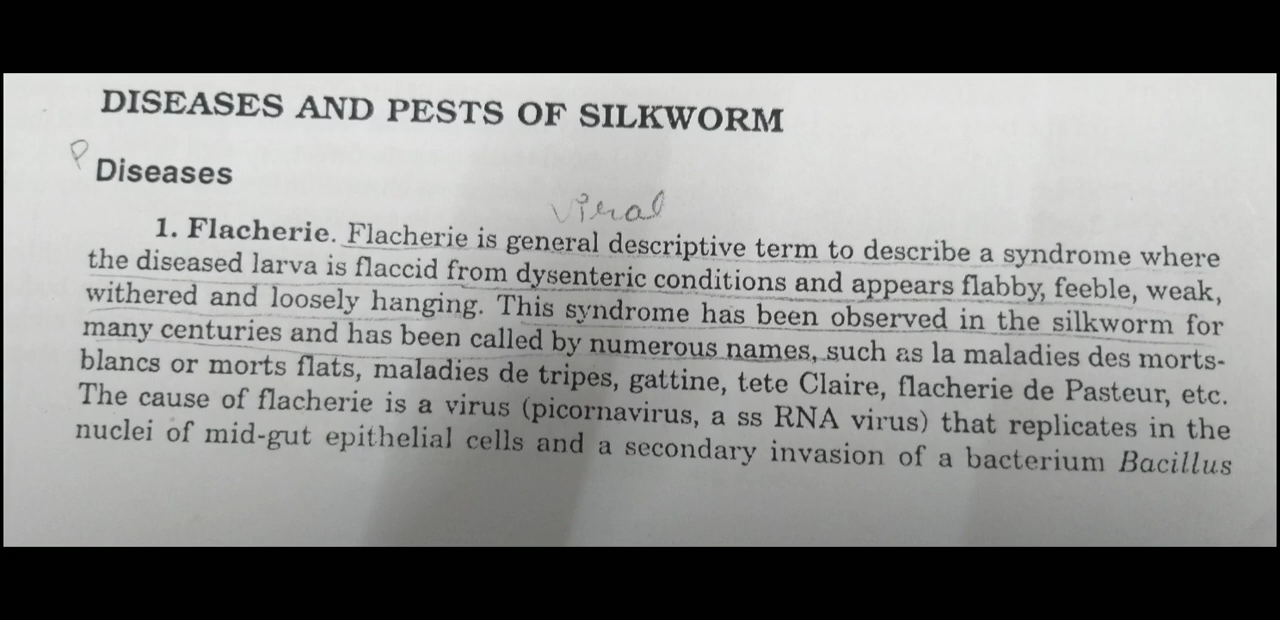 DISEASES AND PESTS OF SILKWORM
P
Diseases
viral
1. Flacherie. Flacherie is general descriptive term to describe a syndrome where
the diseased larva is flaccid from dysenteric conditions and appears flabby, feeble, weak,
withered and loosely hanging. This syndrome has been observed in the silkworm for
many centuries and has been called by numerous names, such as la maladies des morts-
blancs or morts flats, maladies de tripes, gattine, tete Claire, flacherie de Pasteur, etc.
The cause of flacherie is a virus (picornavirus, a ss RNA virus) that replicates in the
nuclei of mid-gut epithelial cells and a secondary invasion of a bacterium Bacillus